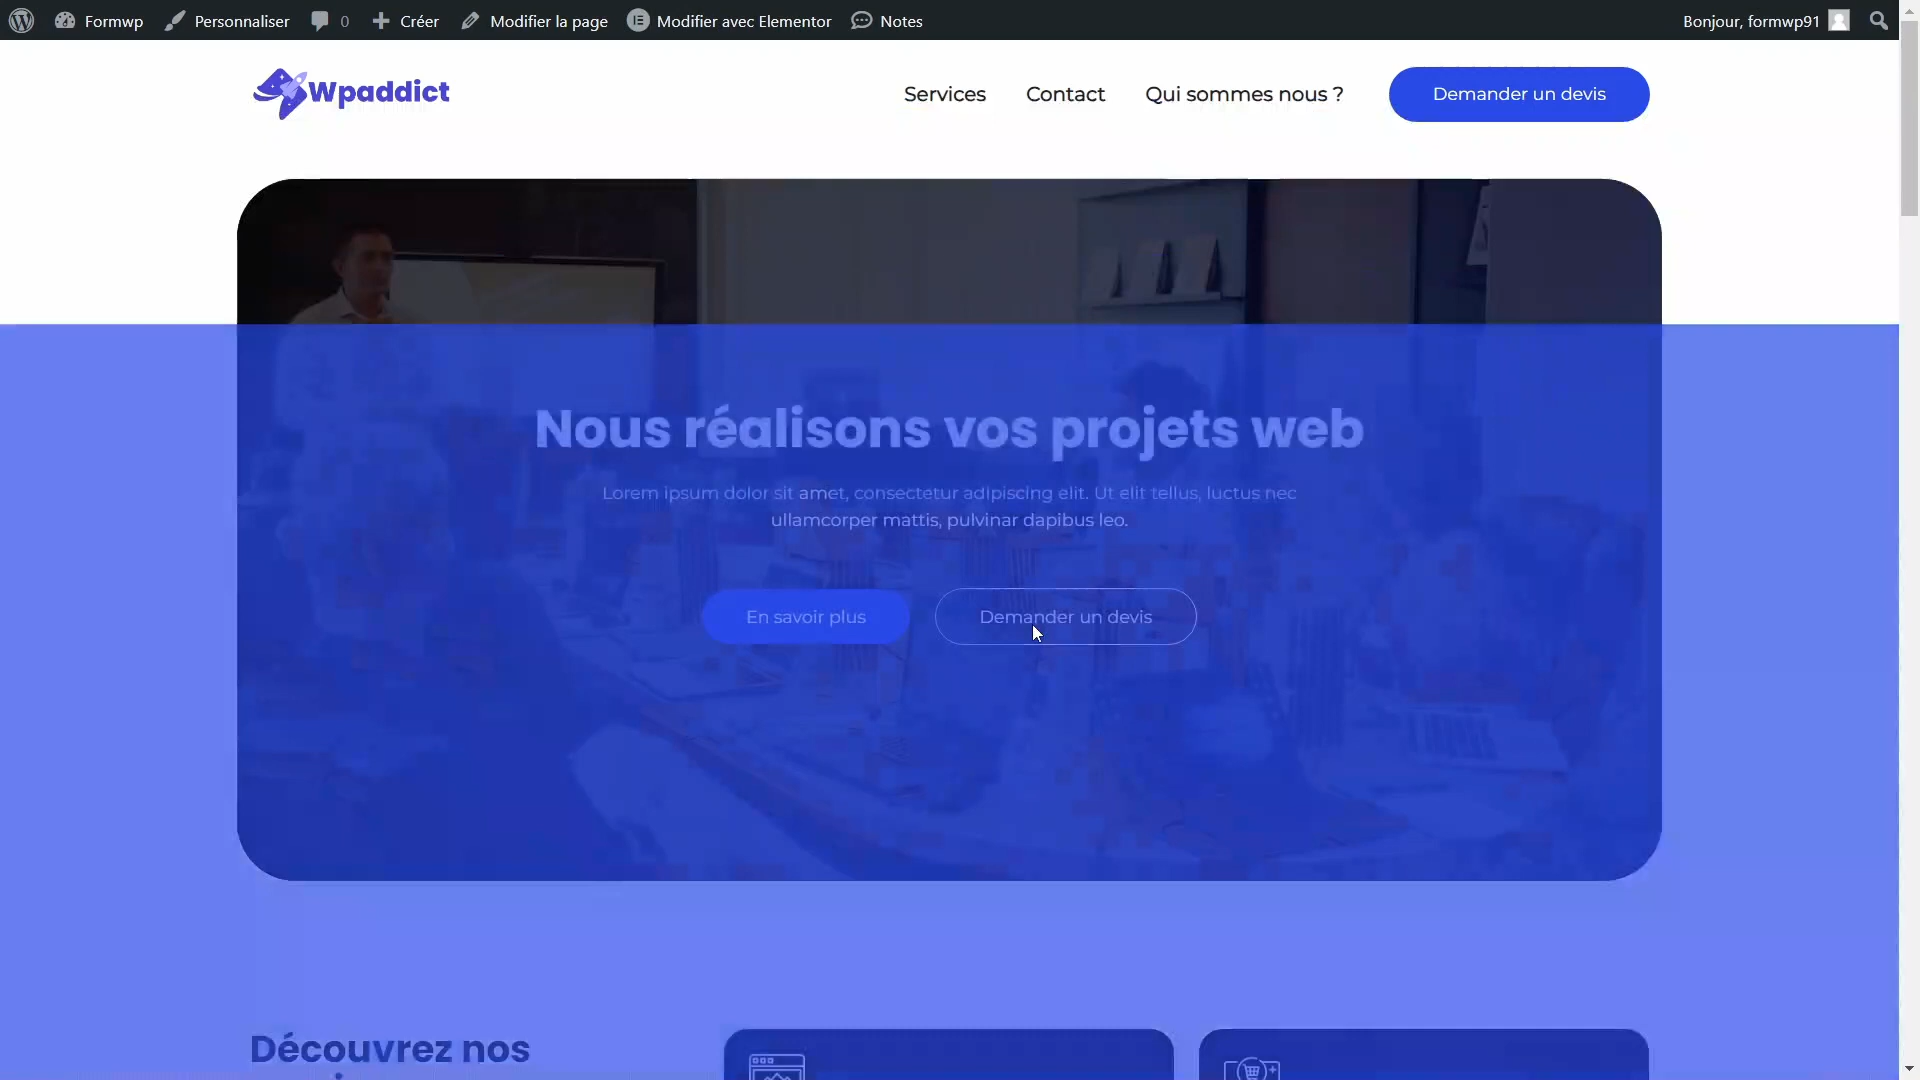 Formwp
Personnaliser
0
Créer
Modifier la page
Modifier avec Elementor
Notes
Bonjour, formwp91
Wpaddict
Services
Contact
Qui sommes nous ?
Demander un devis
Nous réalisons vos projets web
Lorem ipsum dolor sit amet, consectetur adipiscing elit. Ut elit tellus, luctus nec
ullamcorper mattis, pulvinar dapibus leo.
En savoir plus
Demander un devis
Découvrez nos